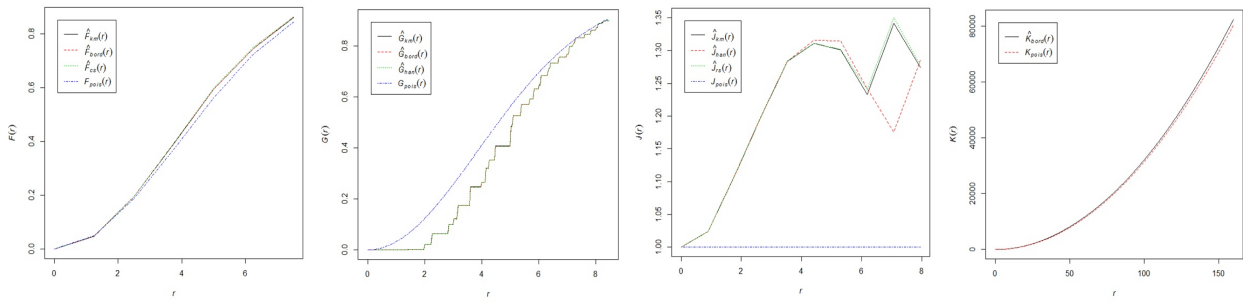 F̂km(r)
F̂bord(r)
F̂cs(r)
Fpois(r)
F(r)
0.0
0.2
0.4
0.6
0.8
0
2
4
6
r
Ĝkm(r)
Ĝbord(r)
Ĝhan(r)
Gpois(r)
G(r)
0.0
0.2
0.4
0.6
0.8
0
2
4
6
8
r
Ĵkm(r)
Ĵhan(r)
Ĵrs(r)
Jpois(r)
J(r)
1.00
1.05
1.10
1.15
1.20
1.25
1.30
1.35
0
2
4
6
8
r
K̂bord(r)
Kpois(r)
K(r)
0
20000
40000
60000
80000
0
50
100
150
r